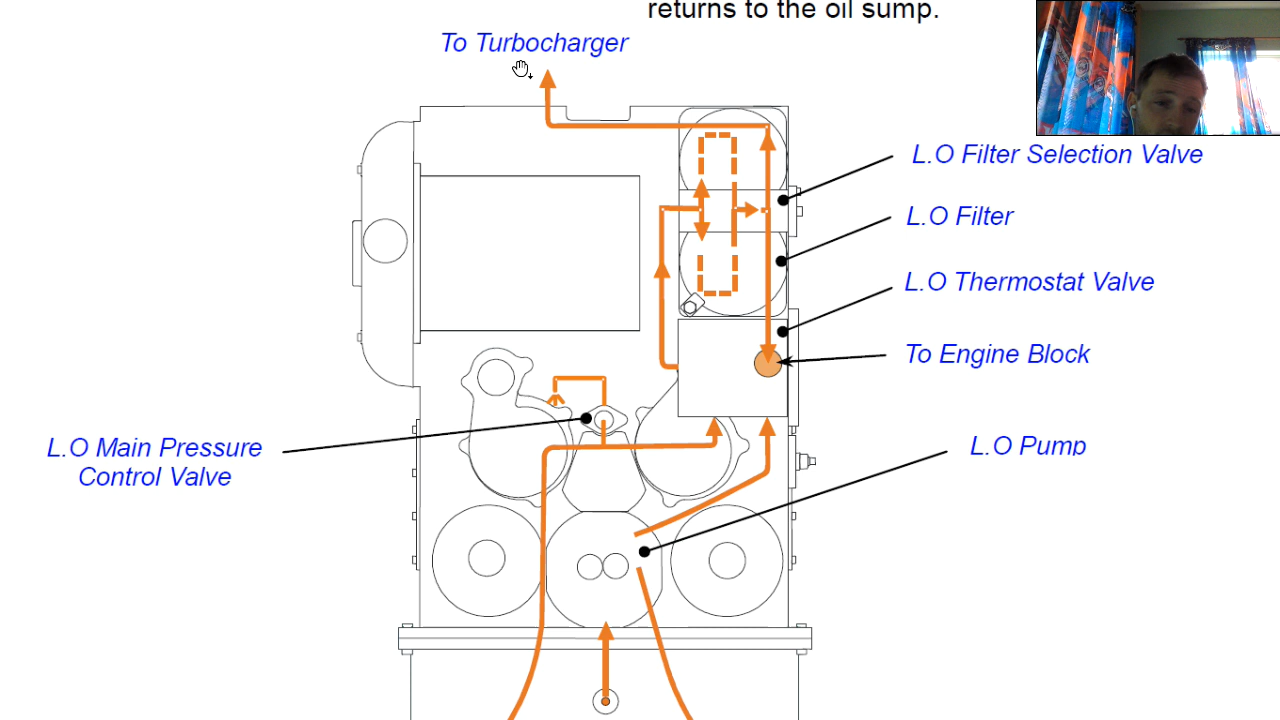 returns to the oil sump.
To Turbocharger
L.O Filter Selection Valve
L.O Filter
L.O Thermostat Valve
To Engine Block
L.O Main Pressure
Control Valve
L.O Pump